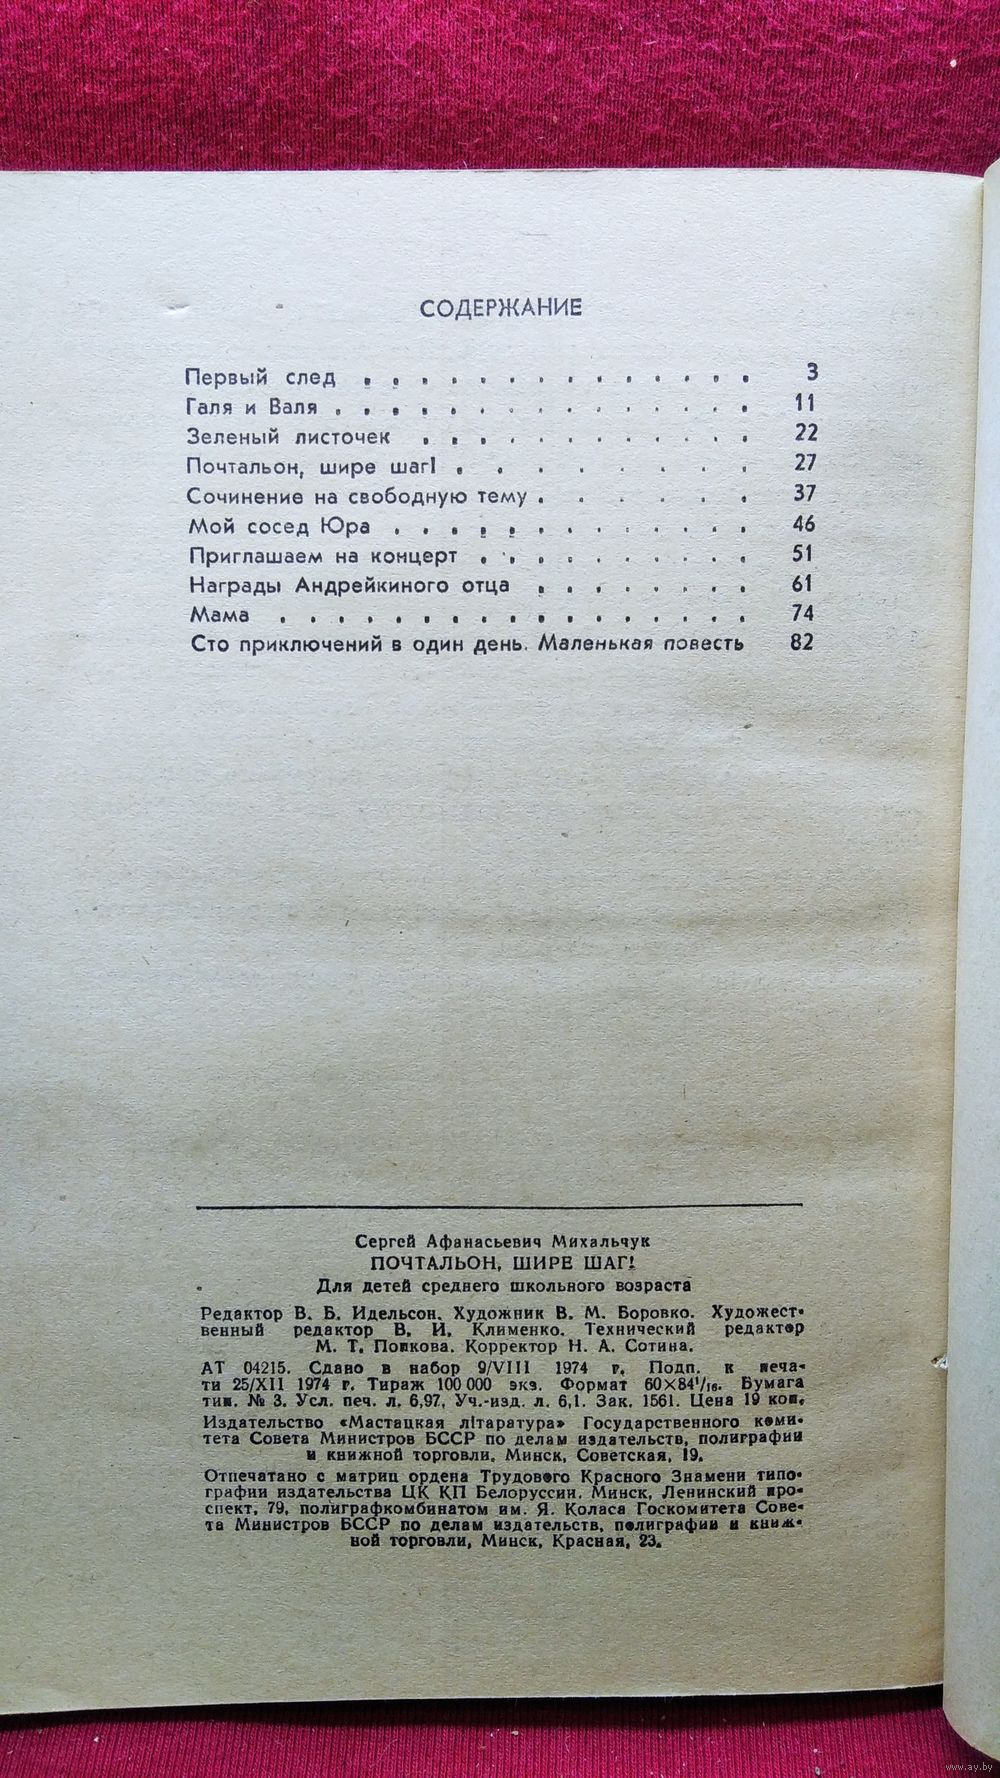 СОДЕРЖАНИЕ
Первый след . . . . . . . . . . . . . . 3
Галя и Валя . . . . . . . . . . . . . . . 11
Зеленый листочек . . . . . . . . . . . . 22
Почтальон, шире шаг! . . . . . . . . 27
Сочинение на свободную тему . . . . . . 37
Мой сосед Юра . . . . . . . . . . . . . 46
Приглашаем на концерт . . . . . . . . . . 51
Награды Андрейкиного отца . . . . . . . . 61
Мама . . . . . . . . . . . . . . . . . 74
Сто приключений в один день. Маленькая повесть 82
Сергей Афанасьевич Михальчук
ПОЧТАЛЬОН, ШИРЕ ШАГ!
Для детей среднего школьного возраста
Редактор В. Б. Идельсон. Художник В. М. Боровко. Художест-
венный редактор В. И. Клименко. Технический редактор
М. Т. Попкова. Корректор Н. А. Сотина.
АТ 04215. Сдано в набор 9/VIII 1974 г. Подп. к печа-
ти 25/XII 1974 г. Тираж 100 000 экз. Формат 60×84¹/₁₆. Бумага
тип. № 3. Усл. печ. л. 6,97. Уч.-изд. л. 6,1. Зак. 1561. Цена 19 коп.
Издательство «Мастацкая літаратура» Государственного коми-
тета Совета Министров БССР по делам издательств, полиграфии
и книжной торговли. Минск, Советская, 19.
Отпечатано с матриц ордена Трудового Красного Знамени типо-
графии издательства ЦК КП Белоруссии. Минск, Ленинский про-
спект, 79, полиграфкомбинатом им. Я. Коласа Госкомитета Сове-
та Министров БССР по делам издательств, полиграфии и книж-
ной торговли, Минск, Красная, 23.
www.ay.by